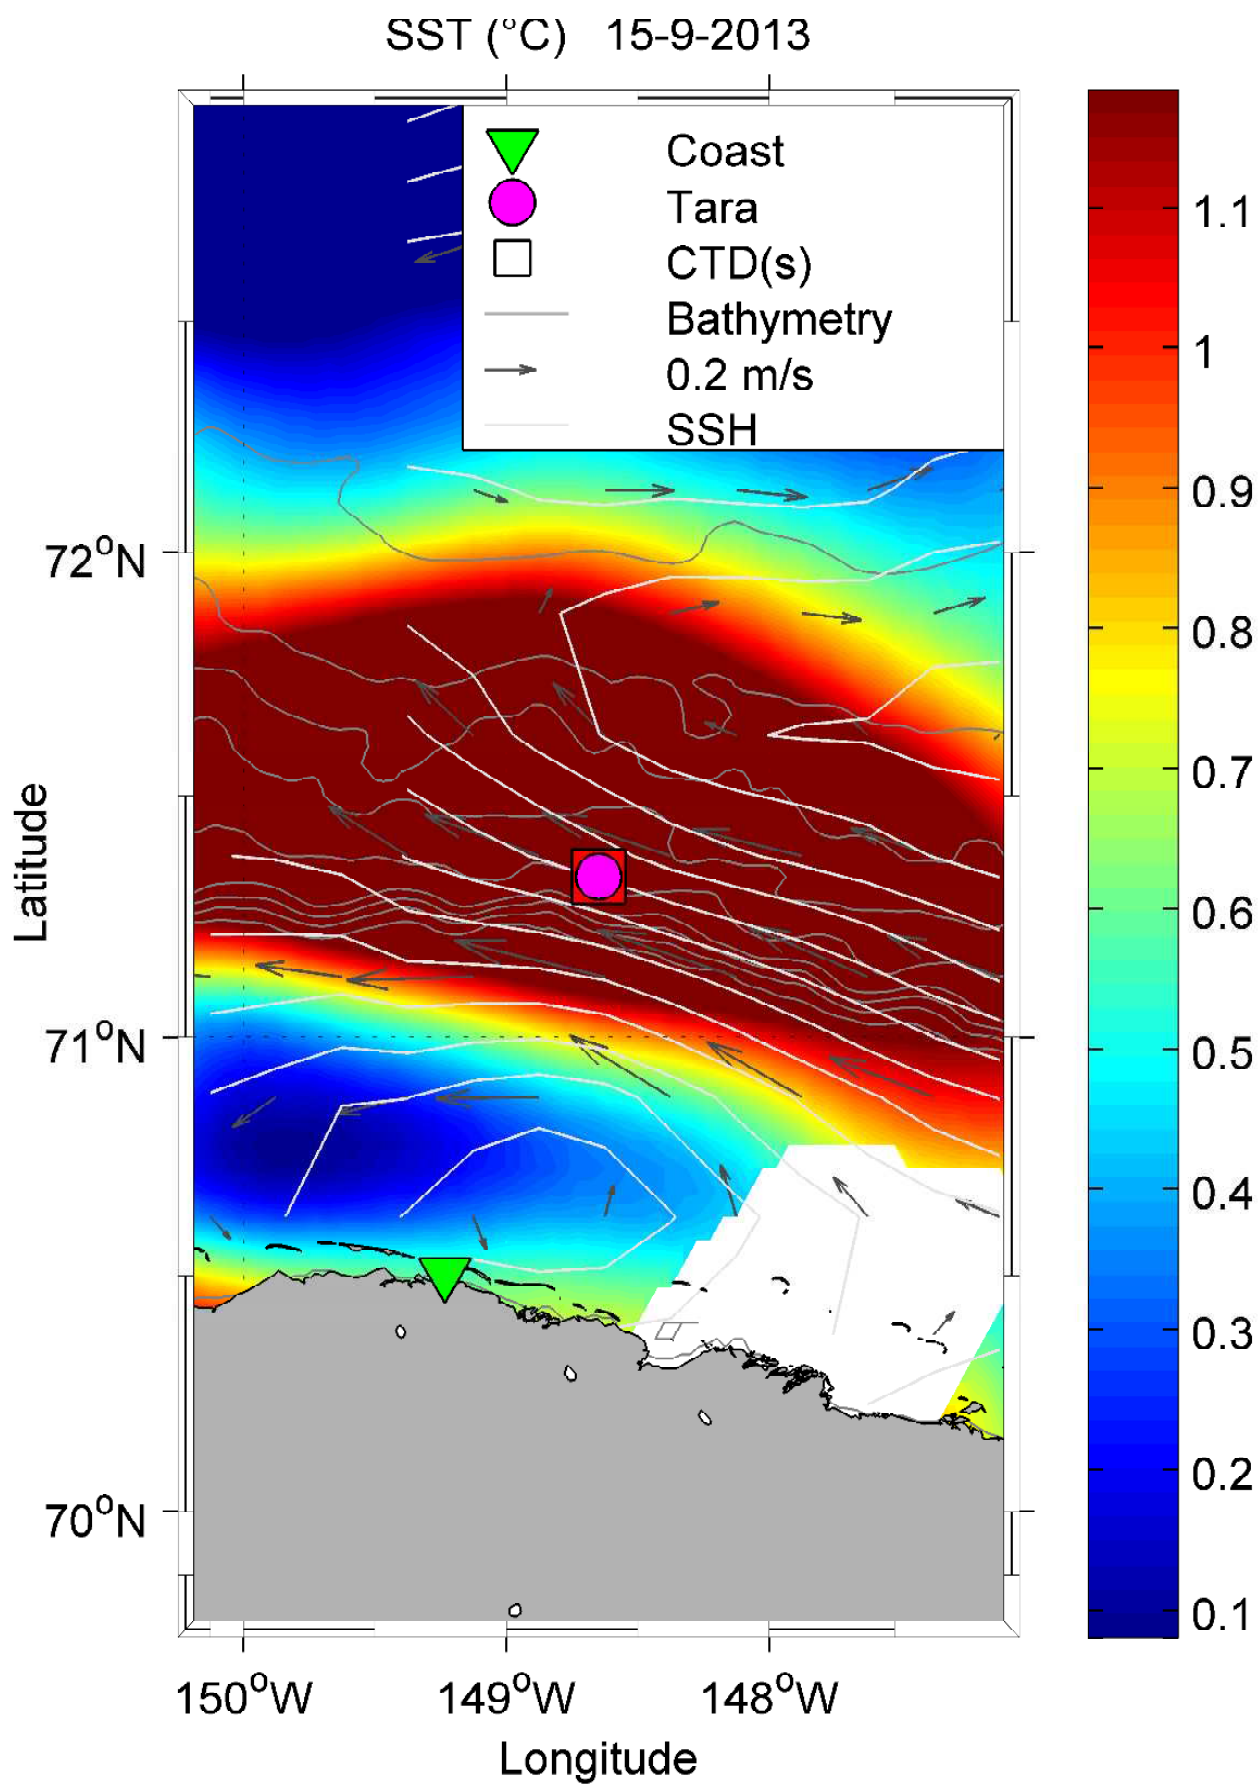 SST (°C) 15-9-2013
Coast
Tara
CTD(s)
Bathymetry
0.2 m/s
SSH
1.1
1
0.9
0.8
0.7
0.6
0.5
0.4
0.3
0.2
0.1
72°N
71°N
70°N
Latitude
150°W 149°W 148°W
Longitude